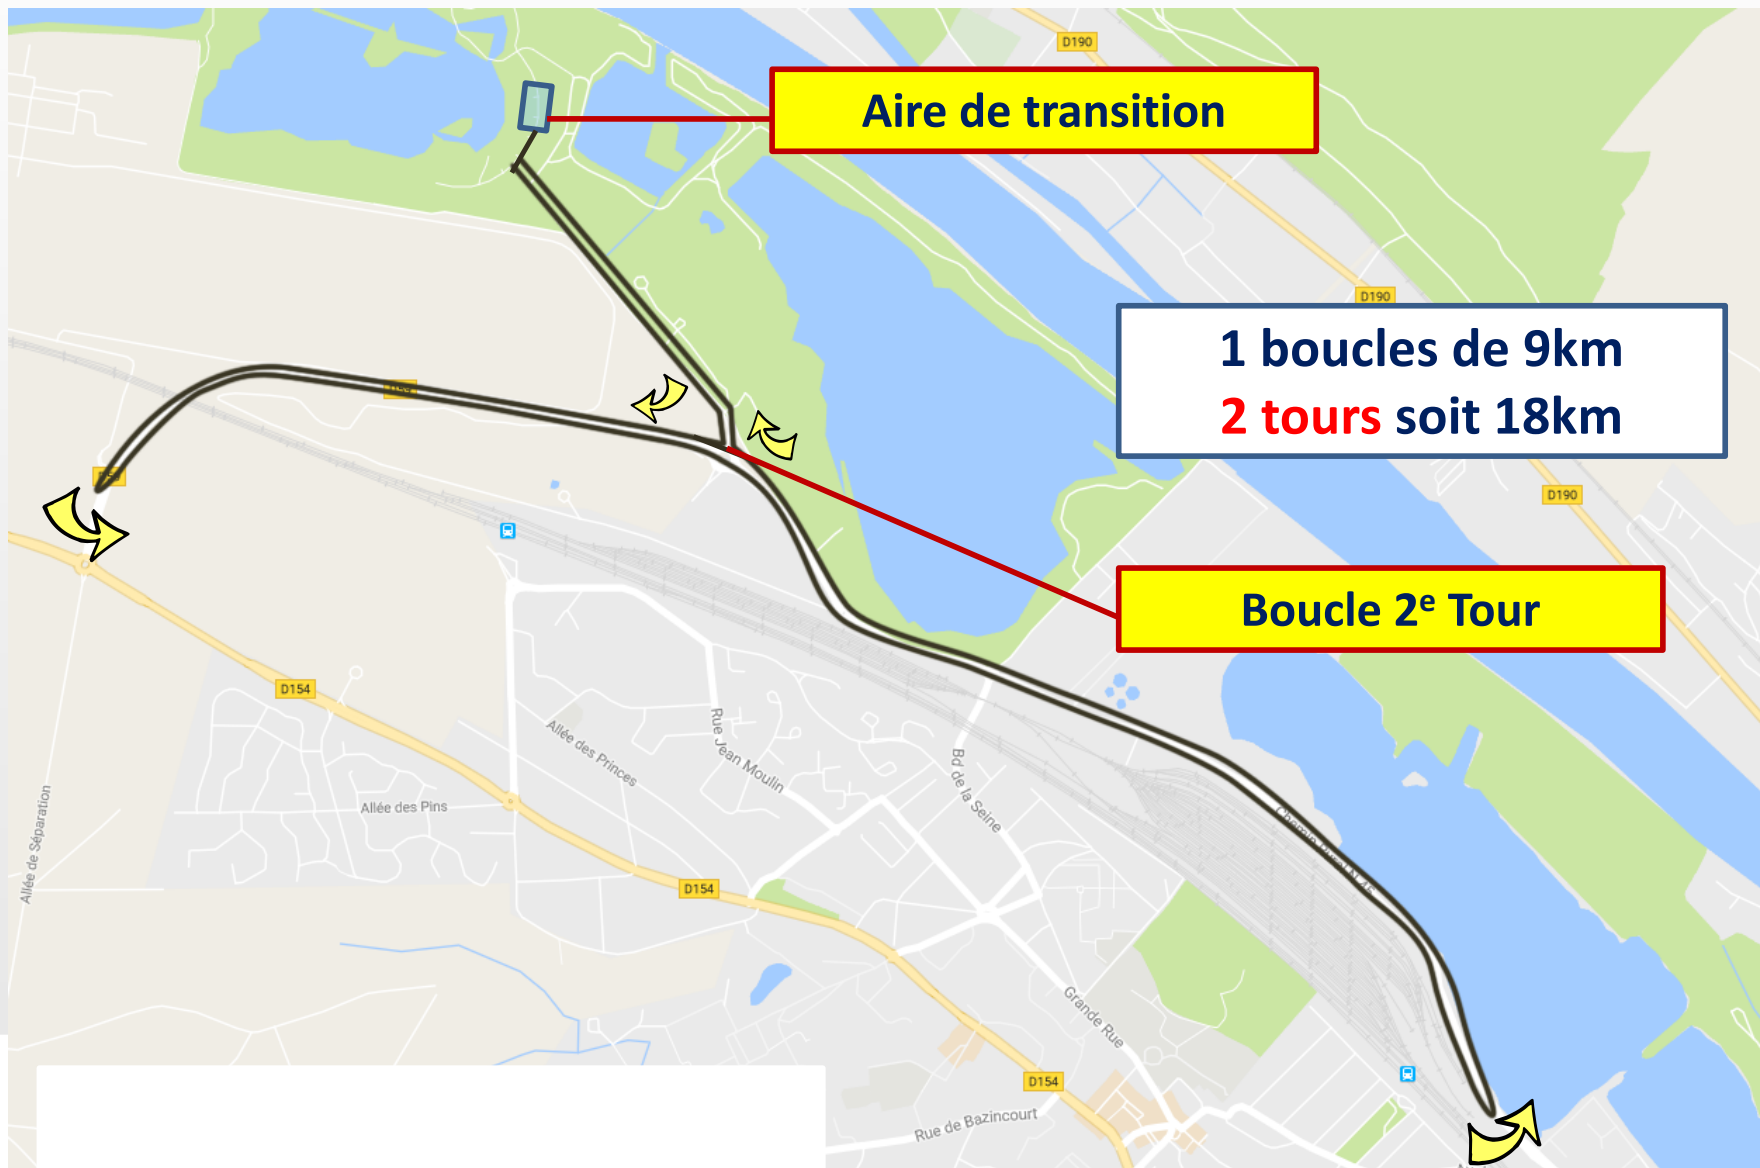 D190
Aire de transition
D190
1 boucles de 9km
2 tours soit 18km
D190
Boucle 2e Tour
D154
Rue Jean Moulin
Allée des Princes
Bd de la Seine
Allée des Pins
Allée de Séparation
D154
Grande Rue
D154
Rue de Bazincourt